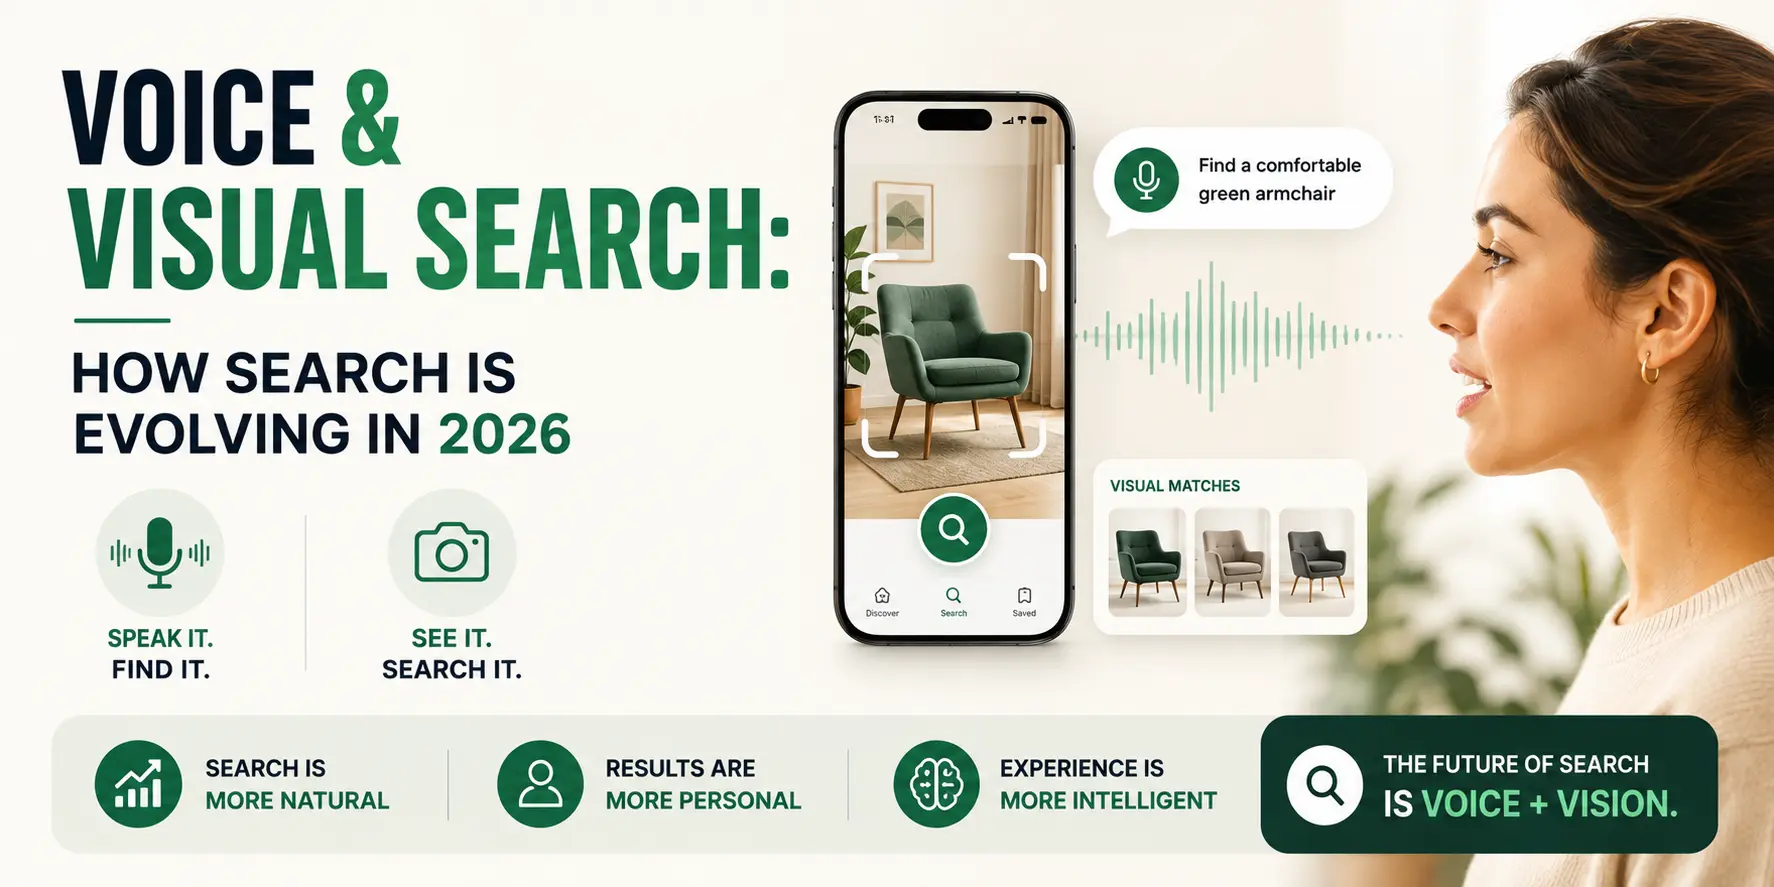 VOICE &
VISUAL SEARCH:
HOW SEARCH IS
EVOLVING IN 2026
SPEAK IT.
FIND IT.
SEE IT.
SEARCH IT.
Find a comfortable
green armchair
VISUAL MATCHES
Discover
Search
Saved
SEARCH IS
MORE NATURAL
RESULTS ARE
MORE PERSONAL
EXPERIENCE IS
MORE INTELLIGENT
THE FUTURE OF SEARCH
IS VOICE + VISION.